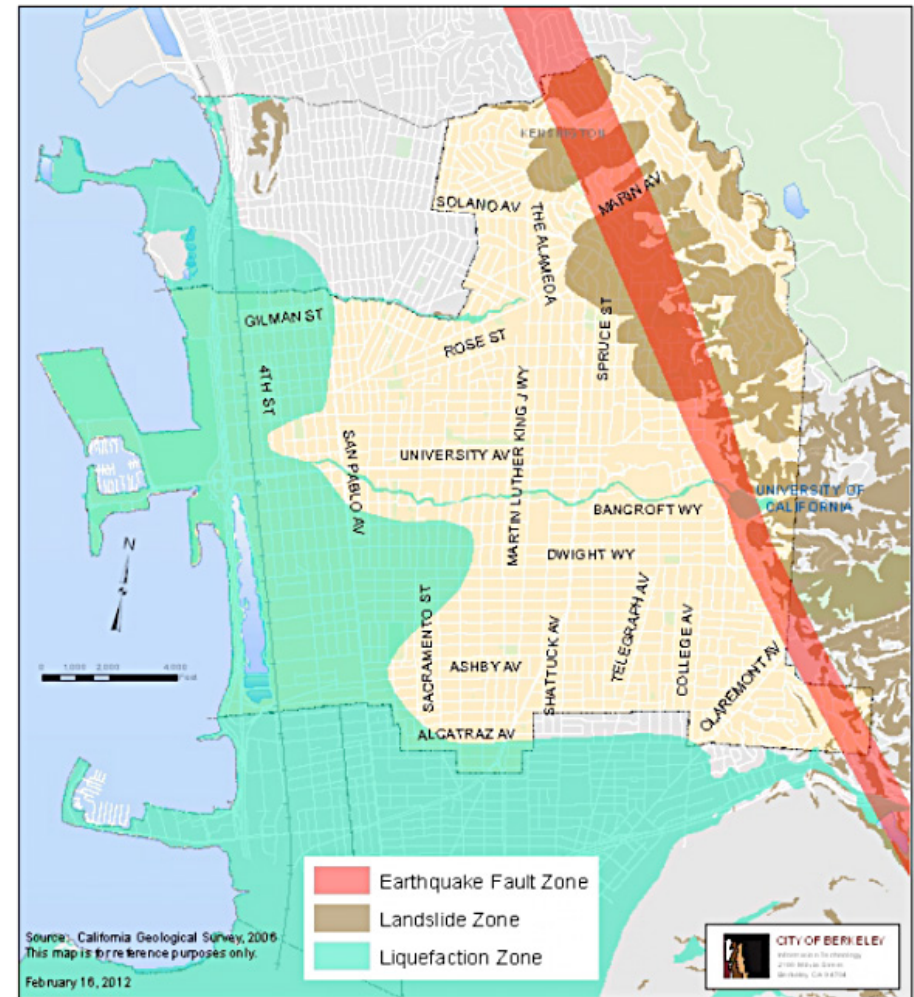 KENSINGTON
SOLANO AV
MARIN AV
THE ALAMEDA
GILMAN ST
ROSE ST
SPRUCE ST
4TH ST
SAN PABLO AV
UNIVERSITY AV
MARTIN LUTHER KING J WY
UNIVERSITY OF
CALIFORNIA
BANCROFT WY
DWIGHT WY
N
SACRAMENTO ST
ASHBY AV
SHATTUCK AV
TELEGRAPH AV
COLLEGE AV
CLAREMONT AV
ALCATRAZ AV
0 1,000 2,000 4,000
Feet
Earthquake Fault Zone
Landslide Zone
Liquefaction Zone
Source: California Geological Survey, 2006
This map is for reference purposes only.
February 16, 2012
CITY OF BERKELEY
Information Technology